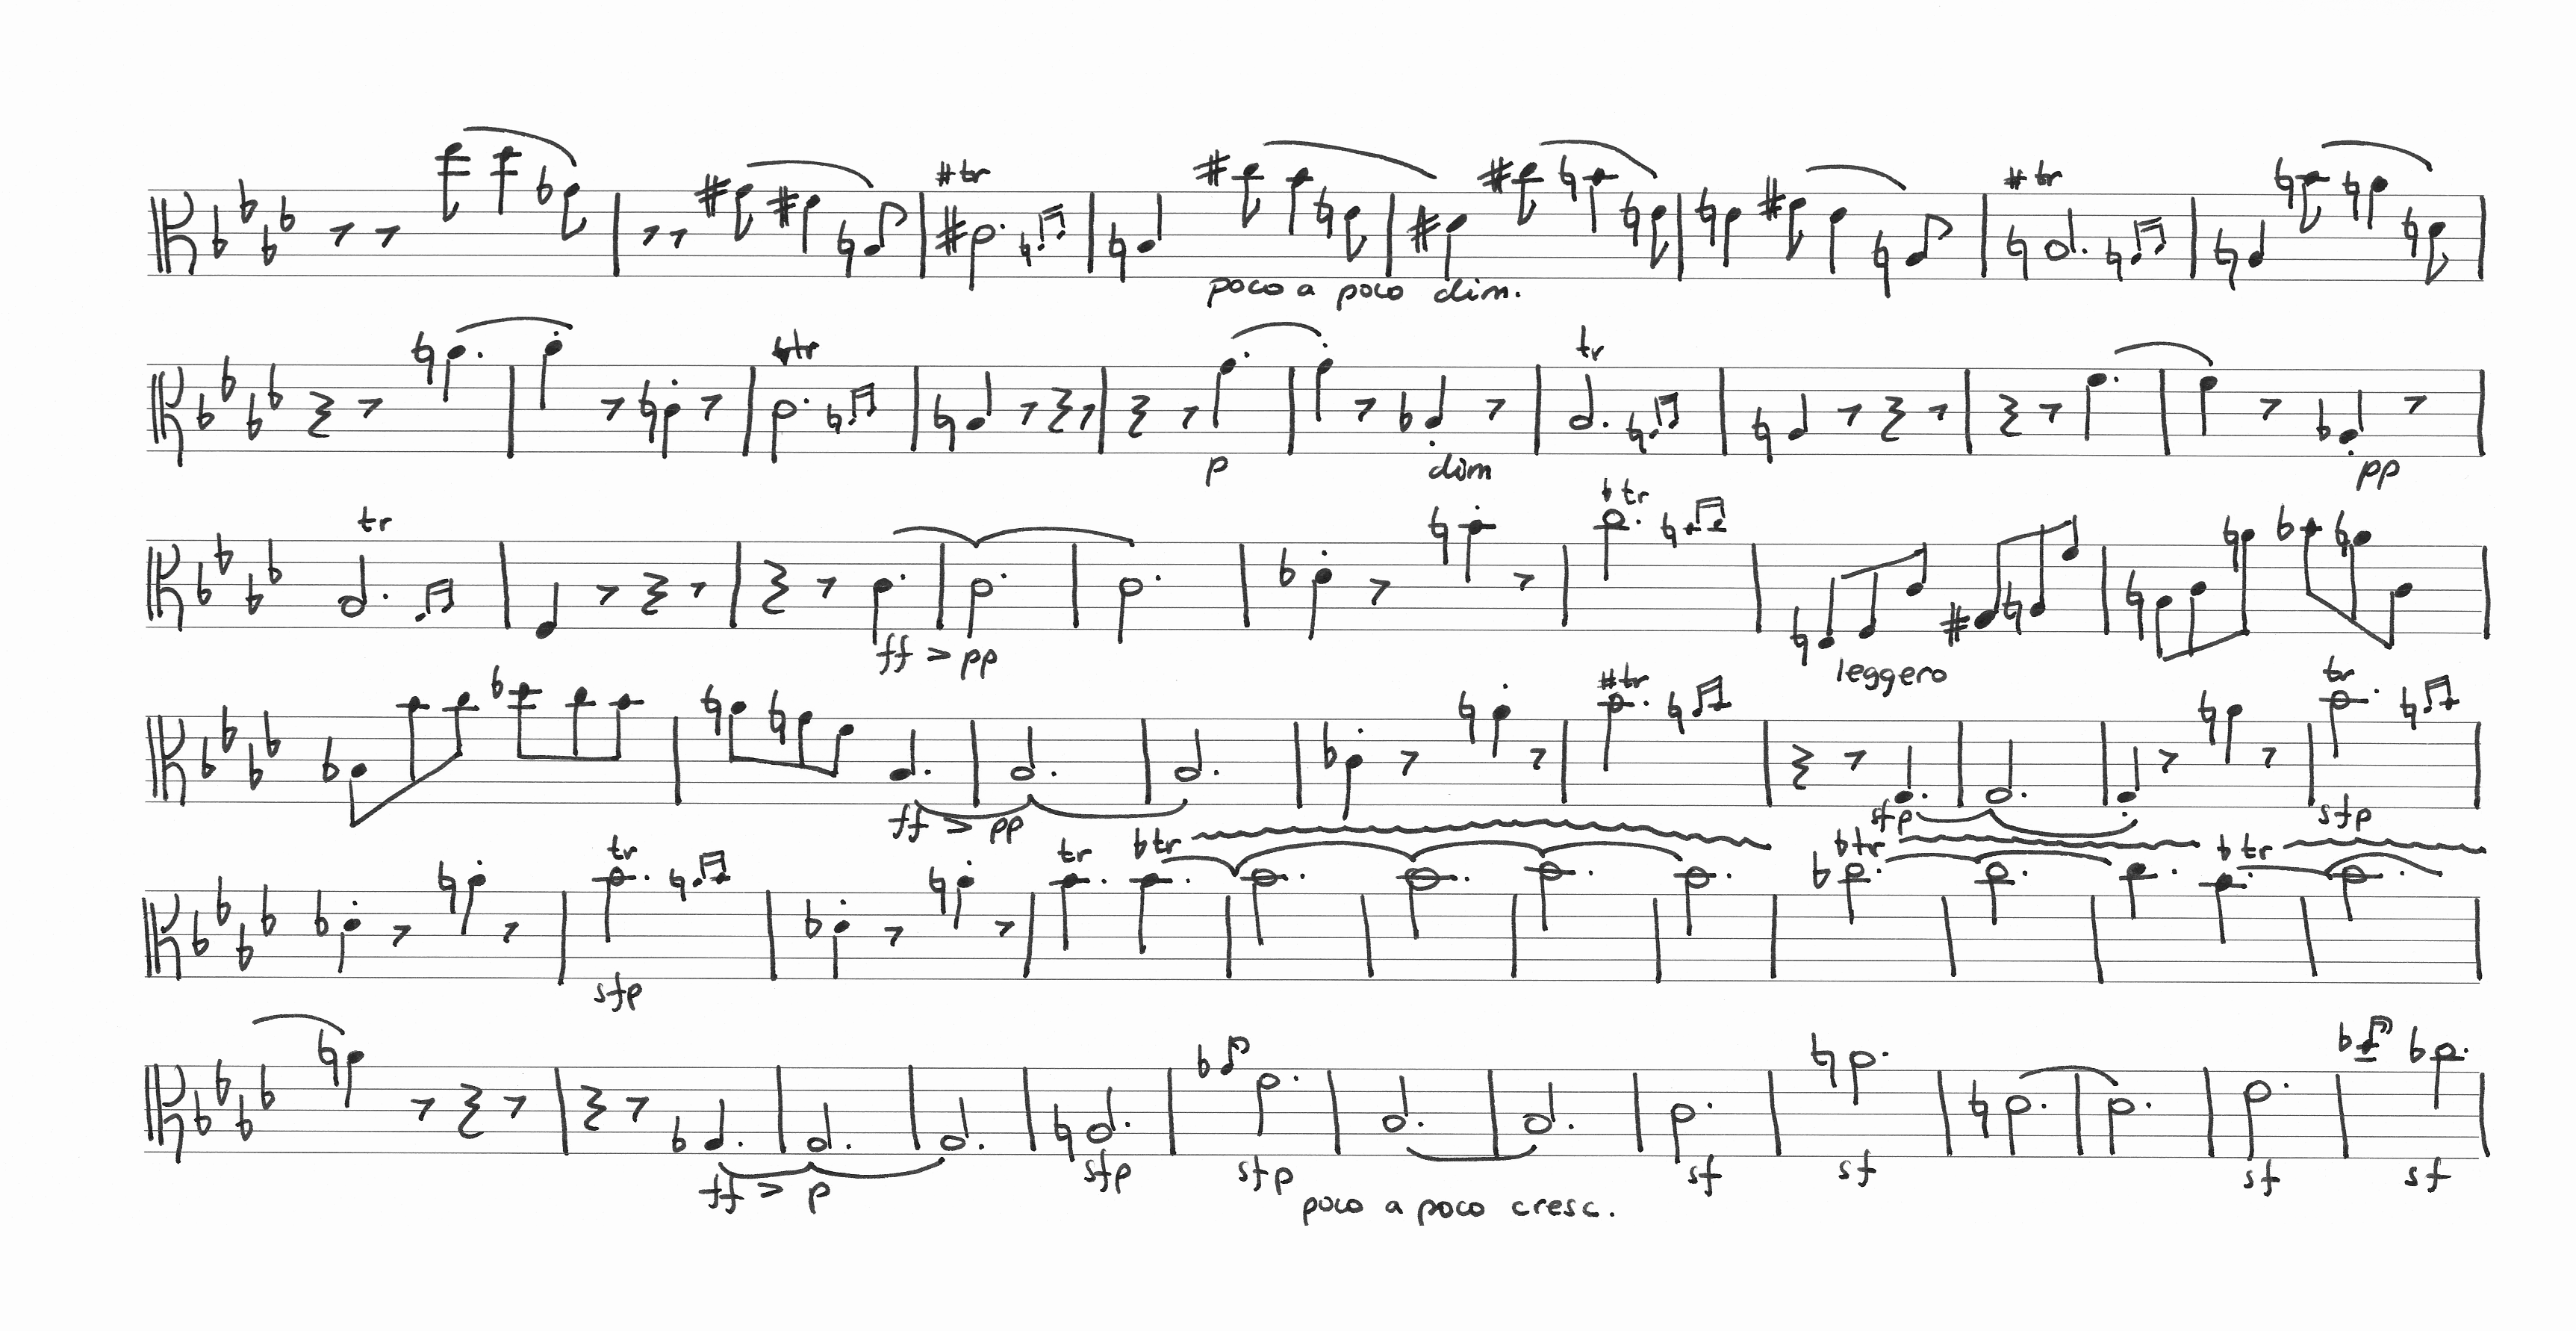 tr
tr
poco a poco dim.
tr tr
p dim pp
tr tr
ff > pp leggero
tr tr
ff > pp sfp sfp
tr tr tr tr tr
sfp
ff > p sfp sfp sf sf sf sf
poco a poco cresc.